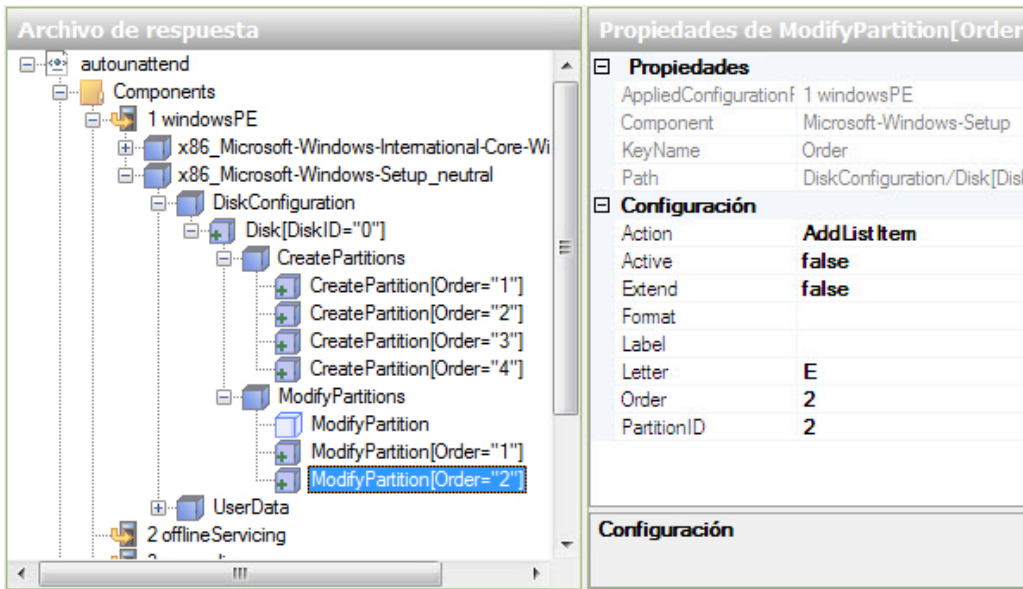 Archivo de respuesta
autounattend
Components
1 windowsPE
x86_Microsoft-Windows-International-Core-Wi
x86_Microsoft-Windows-Setup_neutral
DiskConfiguration
Disk[DiskID="0"]
CreatePartitions
CreatePartition[Order="1"]
CreatePartition[Order="2"]
CreatePartition[Order="3"]
CreatePartition[Order="4"]
ModifyPartitions
ModifyPartition
ModifyPartition[Order="1"]
ModifyPartition[Order="2"]
UserData
2 offlineServicing
Propiedades de ModifyPartition[Order
Propiedades
AppliedConfigurationP 1 windowsPE
Component Microsoft-Windows-Setup
KeyName Order
Path DiskConfiguration/Disk[Disk
Configuración
Action AddListItem
Active false
Extend false
Format
Label
Letter E
Order 2
PartitionID 2
Configuración